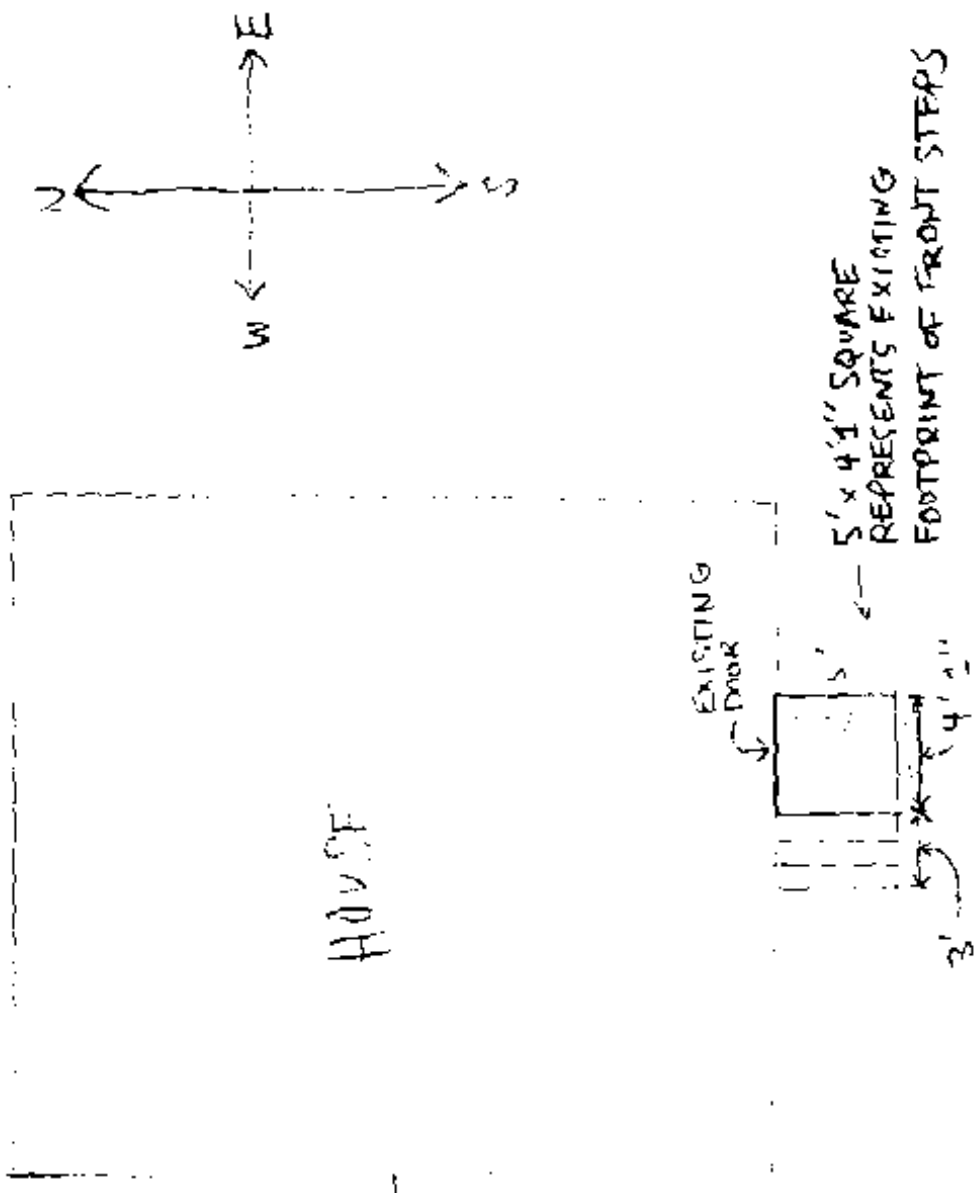 N
E
S
W
HOUSE
EXISTING
DOOR
5'
5' x 4'1" SQUARE
REPRESENTS EXISTING
FOOTPRINT OF FRONT STEPS
3'
4' 1"